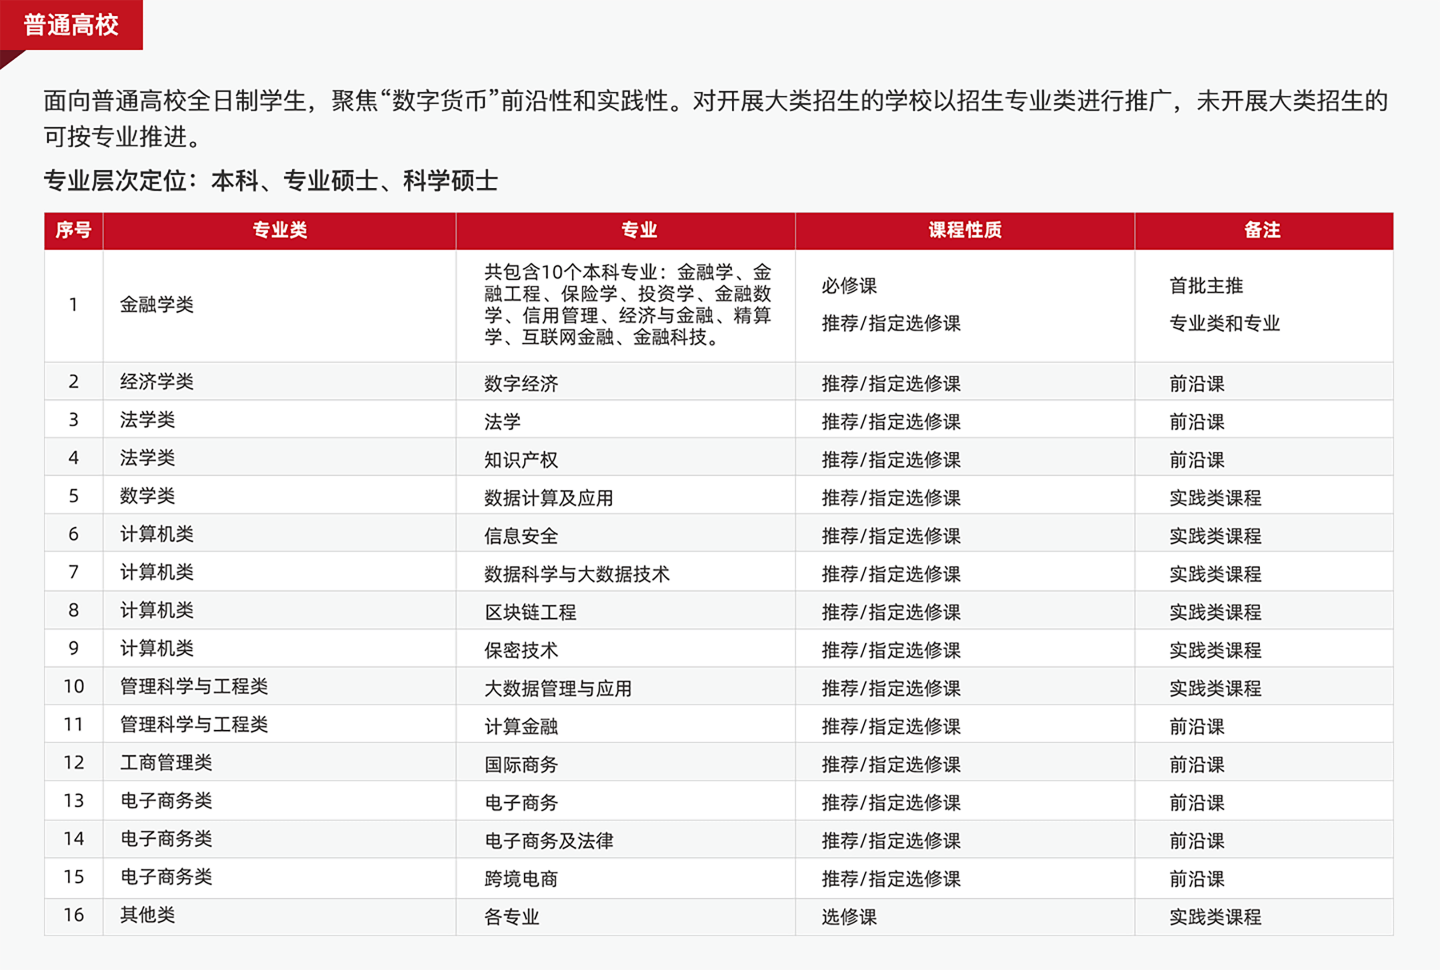 普通高校
面向普通高校全日制学生，聚焦“数字货币”前沿性和实践性。对开展大类招生的学校以招生专业类进行推广，未开展大类招生的
可按专业推进。
专业层次定位：本科、专业硕士、科学硕士
序号 专业类 专业 课程性质 备注
1 金融学类 共包含10个本科专业：金融学、金
融工程、保险学、投资学、金融数
学、信用管理、经济与金融、精算
学、互联网金融、金融科技。
必修课
推荐/指定选修课
首批主推
专业类和专业
2 经济学类 数字经济 推荐/指定选修课 前沿课
3 法学类 法学 推荐/指定选修课 前沿课
4 法学类 知识产权 推荐/指定选修课 前沿课
5 数学类 数据计算及应用 推荐/指定选修课 实践类课程
6 计算机类 信息安全 推荐/指定选修课 实践类课程
7 计算机类 数据科学与大数据技术 推荐/指定选修课 实践类课程
8 计算机类 区块链工程 推荐/指定选修课 实践类课程
9 计算机类 保密技术 推荐/指定选修课 实践类课程
10 管理科学与工程类 大数据管理与应用 推荐/指定选修课 实践类课程
11 管理科学与工程类 计算金融 推荐/指定选修课 前沿课
12 工商管理类 国际商务 推荐/指定选修课 前沿课
13 电子商务类 电子商务 推荐/指定选修课 前沿课
14 电子商务类 电子商务及法律 推荐/指定选修课 前沿课
15 电子商务类 跨境电商 推荐/指定选修课 前沿课
16 其他类 各专业 选修课 实践类课程